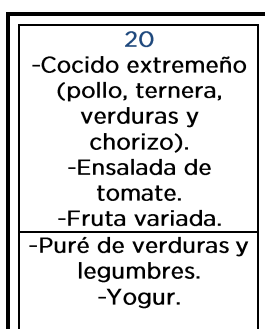 20
-Cocido extremeño
(pollo, ternera,
verduras y
chorizo).
-Ensalada de
tomate.
-Fruta variada.
-Puré de verduras y
legumbres.
-Yogur.